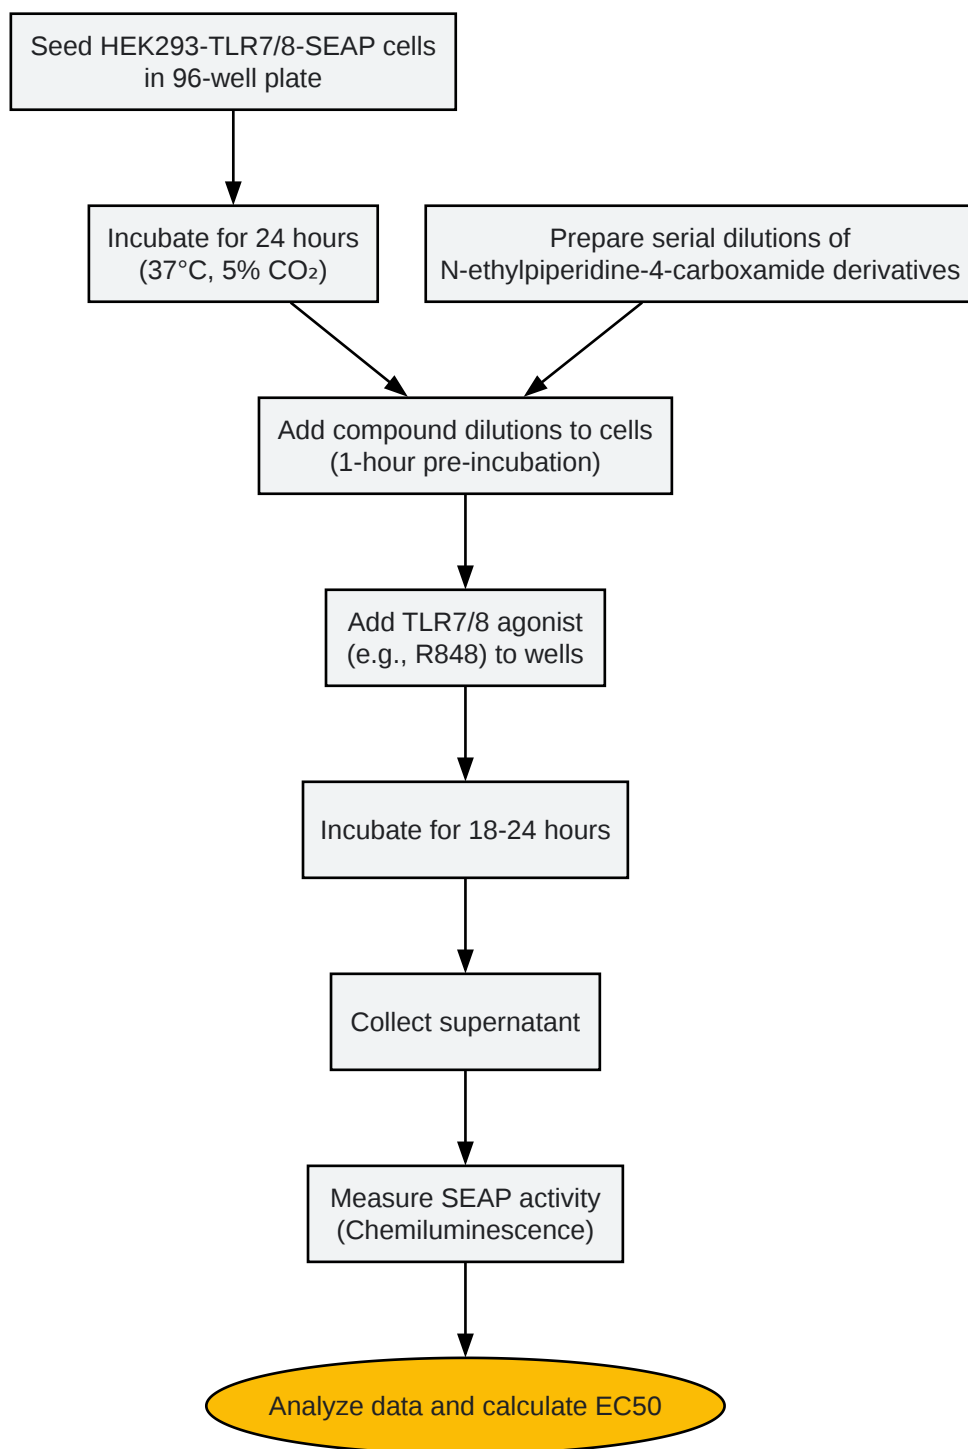 Seed HEK293-TLR7/8-SEAP cells
in 96-well plate
Incubate for 24 hours
(37°C, 5% CO₂)
Prepare serial dilutions of
N-ethylpiperidine-4-carboxamide derivatives
Add compound dilutions to cells
(1-hour pre-incubation)
Add TLR7/8 agonist
(e.g., R848) to wells
Incubate for 18-24 hours
Collect supernatant
Measure SEAP activity
(Chemiluminescence)
Analyze data and calculate EC50